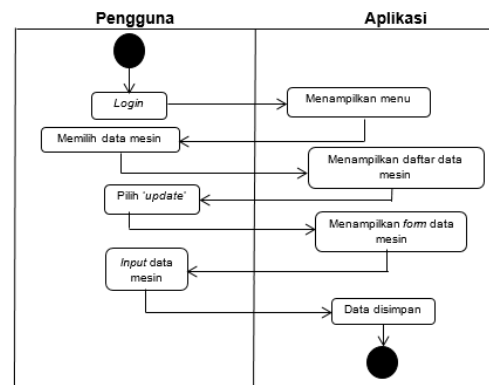 Pengguna
Aplikasi
Login
Menampilkan menu
Memilih data mesin
Menampilkan daftar data
mesin
Pilih 'update'
Menampilkan form data
mesin
Input data
mesin
Data disimpan